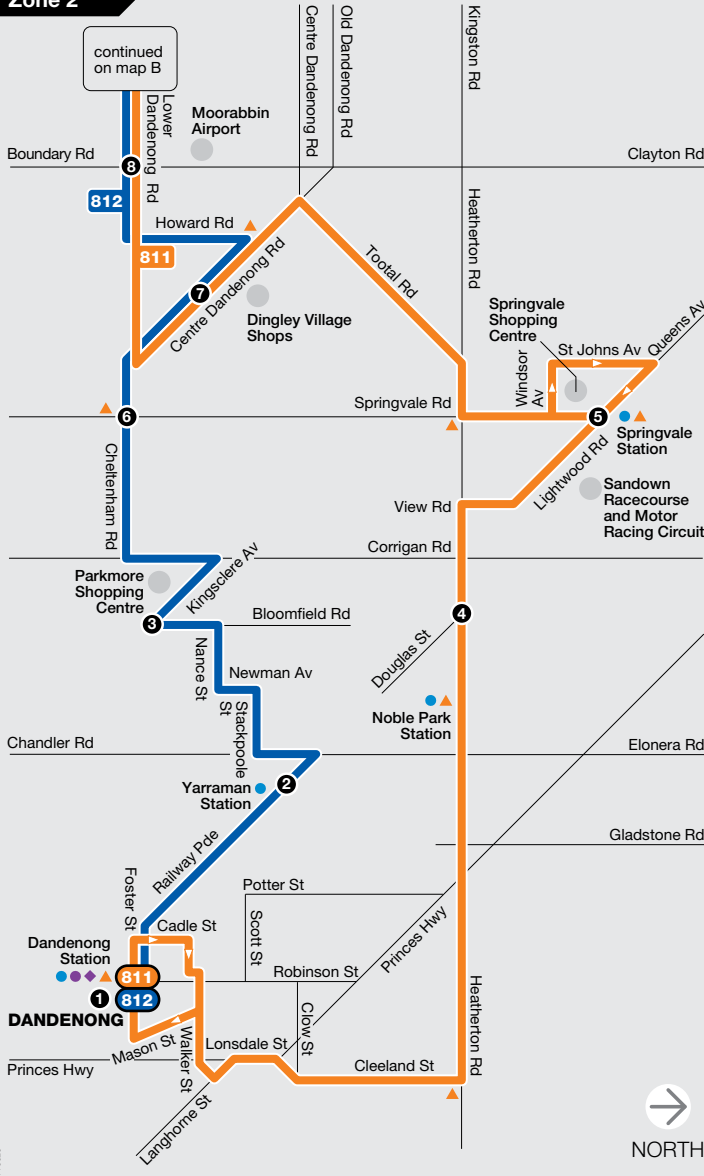 Zone 2
continued
on map B
Lower
Dandenong Rd
Moorabbin
Airport
Centre Dandenong Rd
Old Dandenong Rd
Kingston Rd
Boundary Rd
8
Clayton Rd
812
Howard Rd
811
Heatherton Rd
7
Centre Dandenong Rd
Tootal Rd
Dingley Village
Shops
Springvale
Shopping
Centre
St Johns Av
Queens Av
Windsor
Av
6
Springvale Rd
5
Springvale
Station
Cheltenham Rd
Lightwood Rd
Sandown
Racecourse
and Motor
Racing Circuit
View Rd
Corrigan Rd
Parkmore
Shopping
Centre
Kingsclere Av
3
Bloomfield Rd
4
Douglas St
Nance St
Newman Av
Stackpoole
St
Noble Park
Station
Chandler Rd
Elonera Rd
Yarraman
Station
2
Gladstone Rd
Railway Pde
Potter St
Foster St
Cadle St
Scott St
Princes Hwy
Dandenong
Station
811
Robinson St
1
812
DANDENONG
Clow St
Heatherton Rd
Mason St
Walker St
Lonsdale St
Princes Hwy
Cleeland St
Langhorne St
NORTH